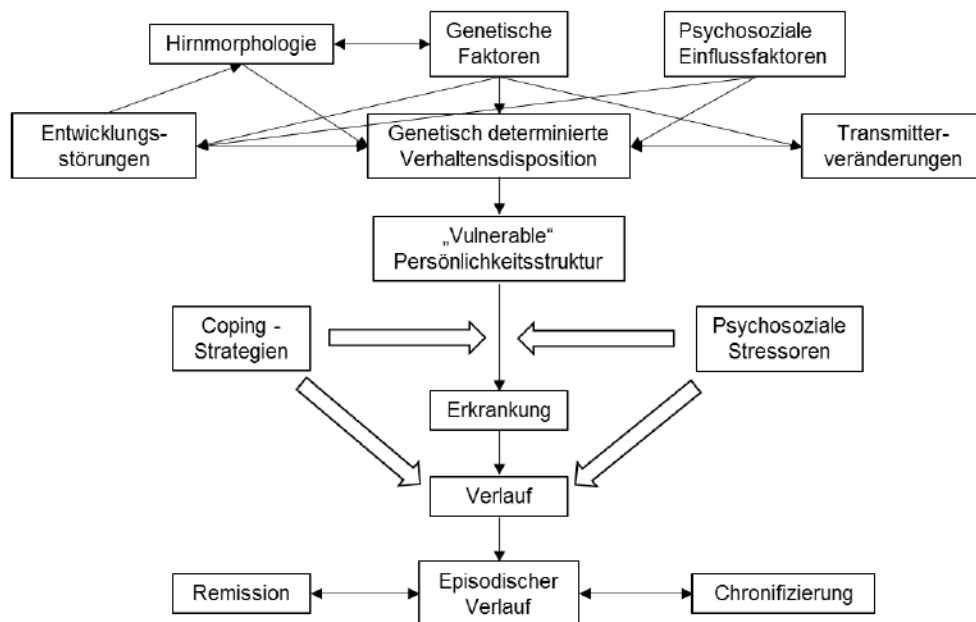 Hirnmorphologie
Genetische
Faktoren
Psychosoziale
Einflussfaktoren
Entwicklungs-
störungen
Genetisch determinierte
Verhaltensdisposition
Transmitter-
veränderungen
„Vulnerable“
Persönlichkeitsstruktur
Coping -
Strategien
Psychosoziale
Stressoren
Erkrankung
Verlauf
Remission
Episodischer
Verlauf
Chronifizierung